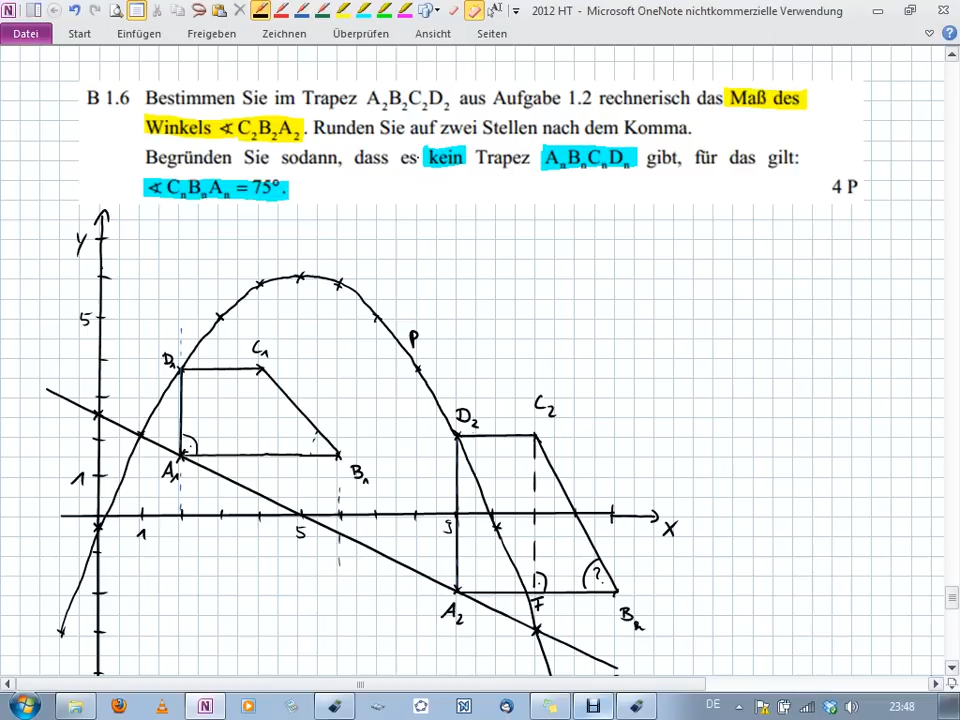 2012 HT - Microsoft OneNote nichtkommerzielle Verwendung
Datei Start Einfügen Freigeben Zeichnen Überprüfen Ansicht Seiten
B 1.6 Bestimmen Sie im Trapez A₂B₂C₂D₂ aus Aufgabe 1.2 rechnerisch das Maß des
Winkels ∢ C₂B₂A₂. Runden Sie auf zwei Stellen nach dem Komma.
Begründen Sie sodann, dass es kein Trapez AₙBₙCₙDₙ gibt, für das gilt:
∢ CₙBₙAₙ = 75°. 4 P
y
5
P
C₁
D₁
C₂
D₂
A₁
B₁
1
1 5 9 x
?
A₂ F B₂
DE 23:48